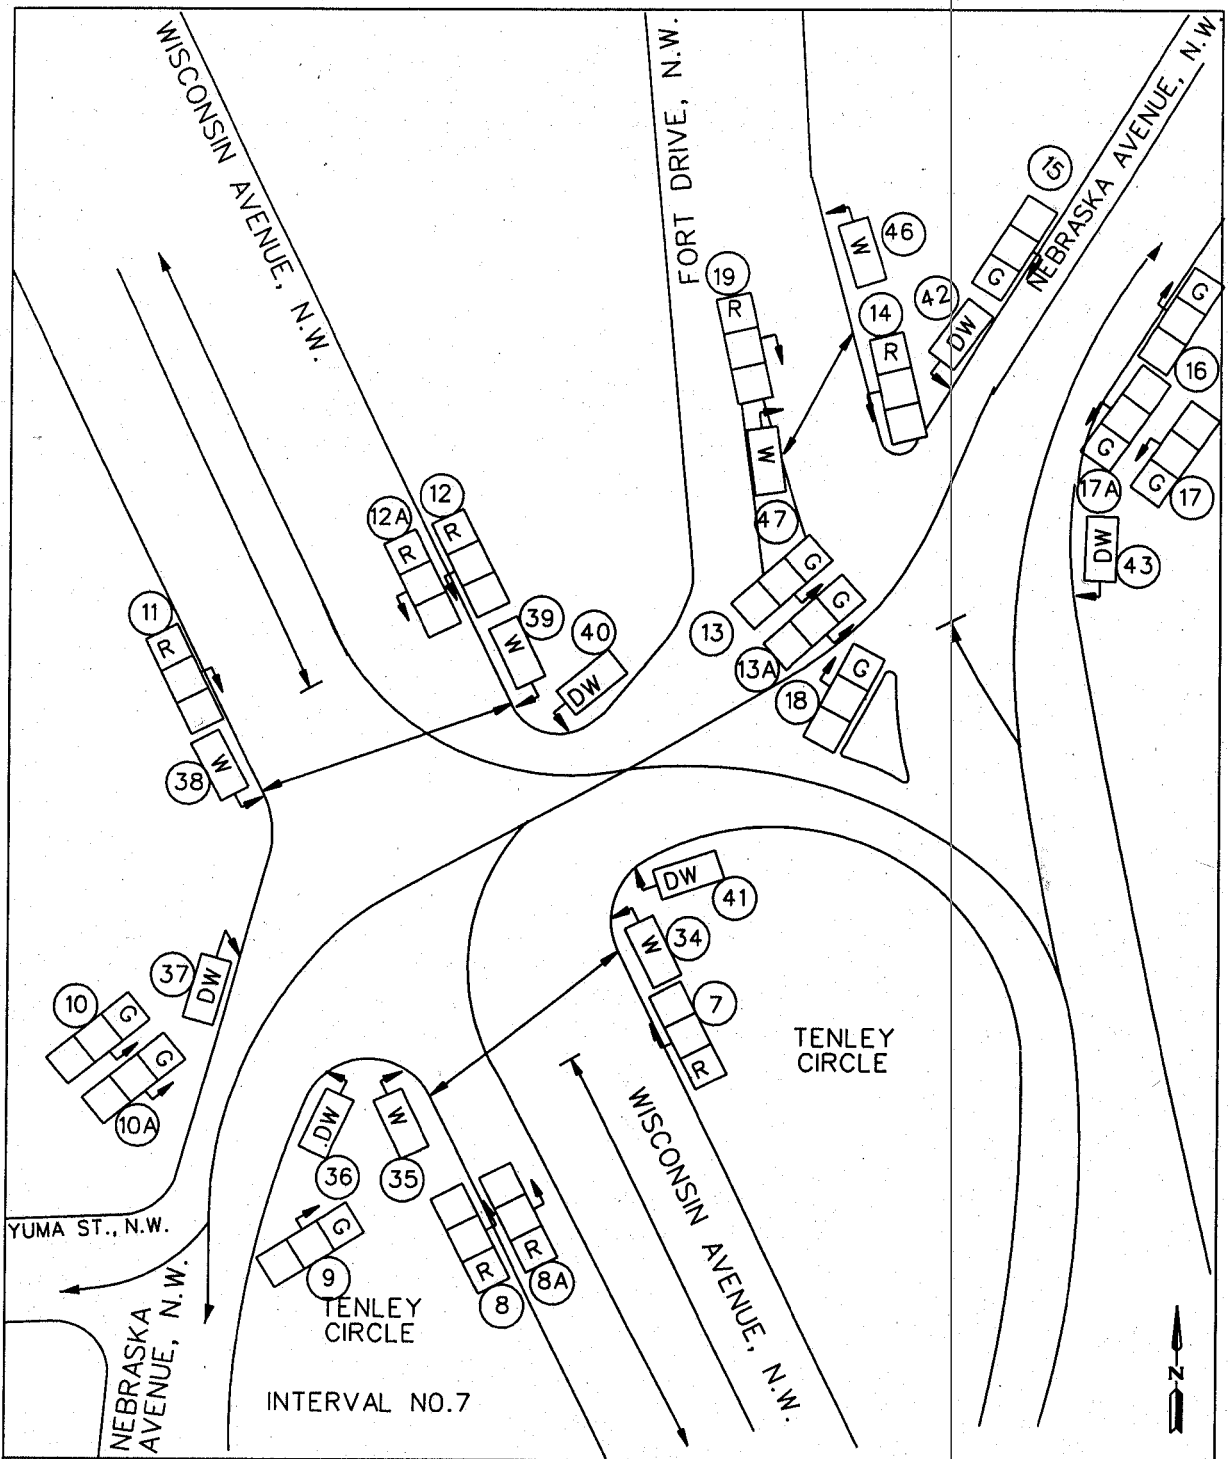 WISCONSIN AVENUE, N.W.
FORT DRIVE, N.W.
NEBRASKA AVENUE, N.W.
15
46
W
G
42
DW
19
R
14
R
G
16
G
17A
G
17
DW
43
W
47
12
R
12A
R
39
W
40
DW
11
R
W
38
13
G
G
13A
18
G
DW
41
W
34
7
R
37
DW
10
G
G
10A
TENLEY
CIRCLE
.DW
36
W
35
YUMA ST., N.W.
G
9
R
8
R
8A
WISCONSIN AVENUE, N.W.
TENLEY
CIRCLE
NEBRASKA
AVENUE, N.W.
INTERVAL NO.7
N